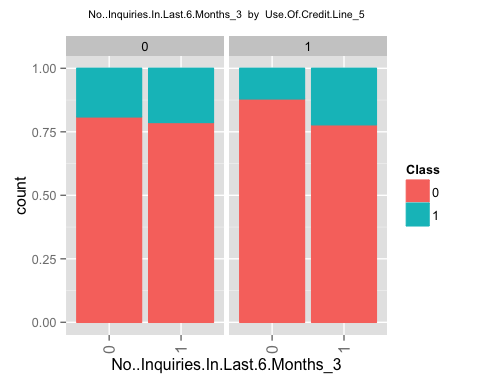 No..Inquiries.In.Last.6.Months_3 by Use.Of.Credit.Line_5
0 1
1.00
0.75
0.50
0.25
0.00
count
0 1 0 1
No..Inquiries.In.Last.6.Months_3
Class
0
1